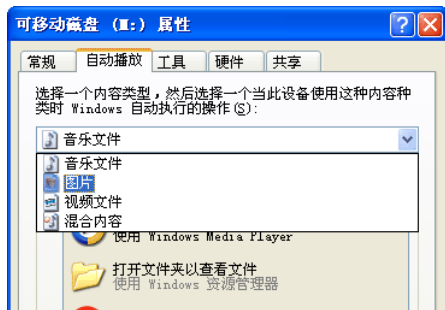 可移动磁盘 (M:) 属性
常规 自动播放 工具 硬件 共享
选择一个内容类型，然后选择一个当此设备使用这种内容种
类时 Windows 自动执行的操作(S):
音乐文件
音乐文件
图片
视频文件
混合内容
使用 Windows Media Player
打开文件夹以查看文件
使用 Windows 资源管理器